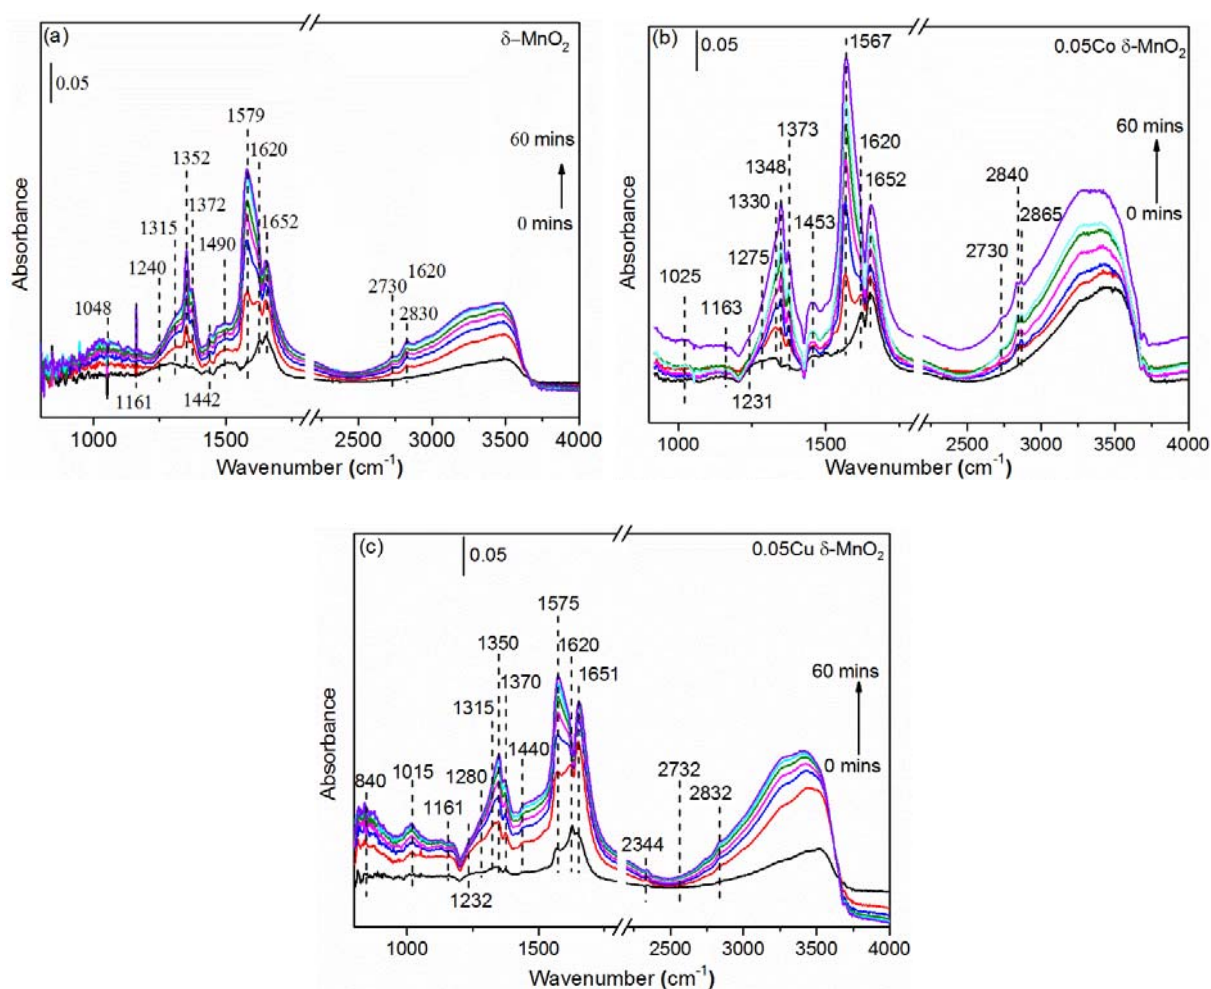 (a)
δ–MnO2
0.05
1579
60 mins
1352
1620
1372
1315
1652
0 mins
1490
1240
1620
2730
1048
2830
1161
1442
Absorbance
1000 1500 2500 3000 3500 4000
Wavenumber (cm-1)
(b)
1567
0.05Co δ-MnO2
0.05
60 mins
1373
1348
1620
2840
1330
1652
0 mins
1453
2865
1275
2730
1025
1163
1231
Absorbance
1000 1500 2500 3000 3500 4000
Wavenumber (cm-1)
(c)
0.05
0.05Cu δ-MnO2
1575
1350
1620
1370
1651
60 mins
1315
1440
0 mins
1280
2732
840
1015
1161
2832
2344
1232
Absorbance
1000 1500 2500 3000 3500 4000
Wavenumber (cm-1)